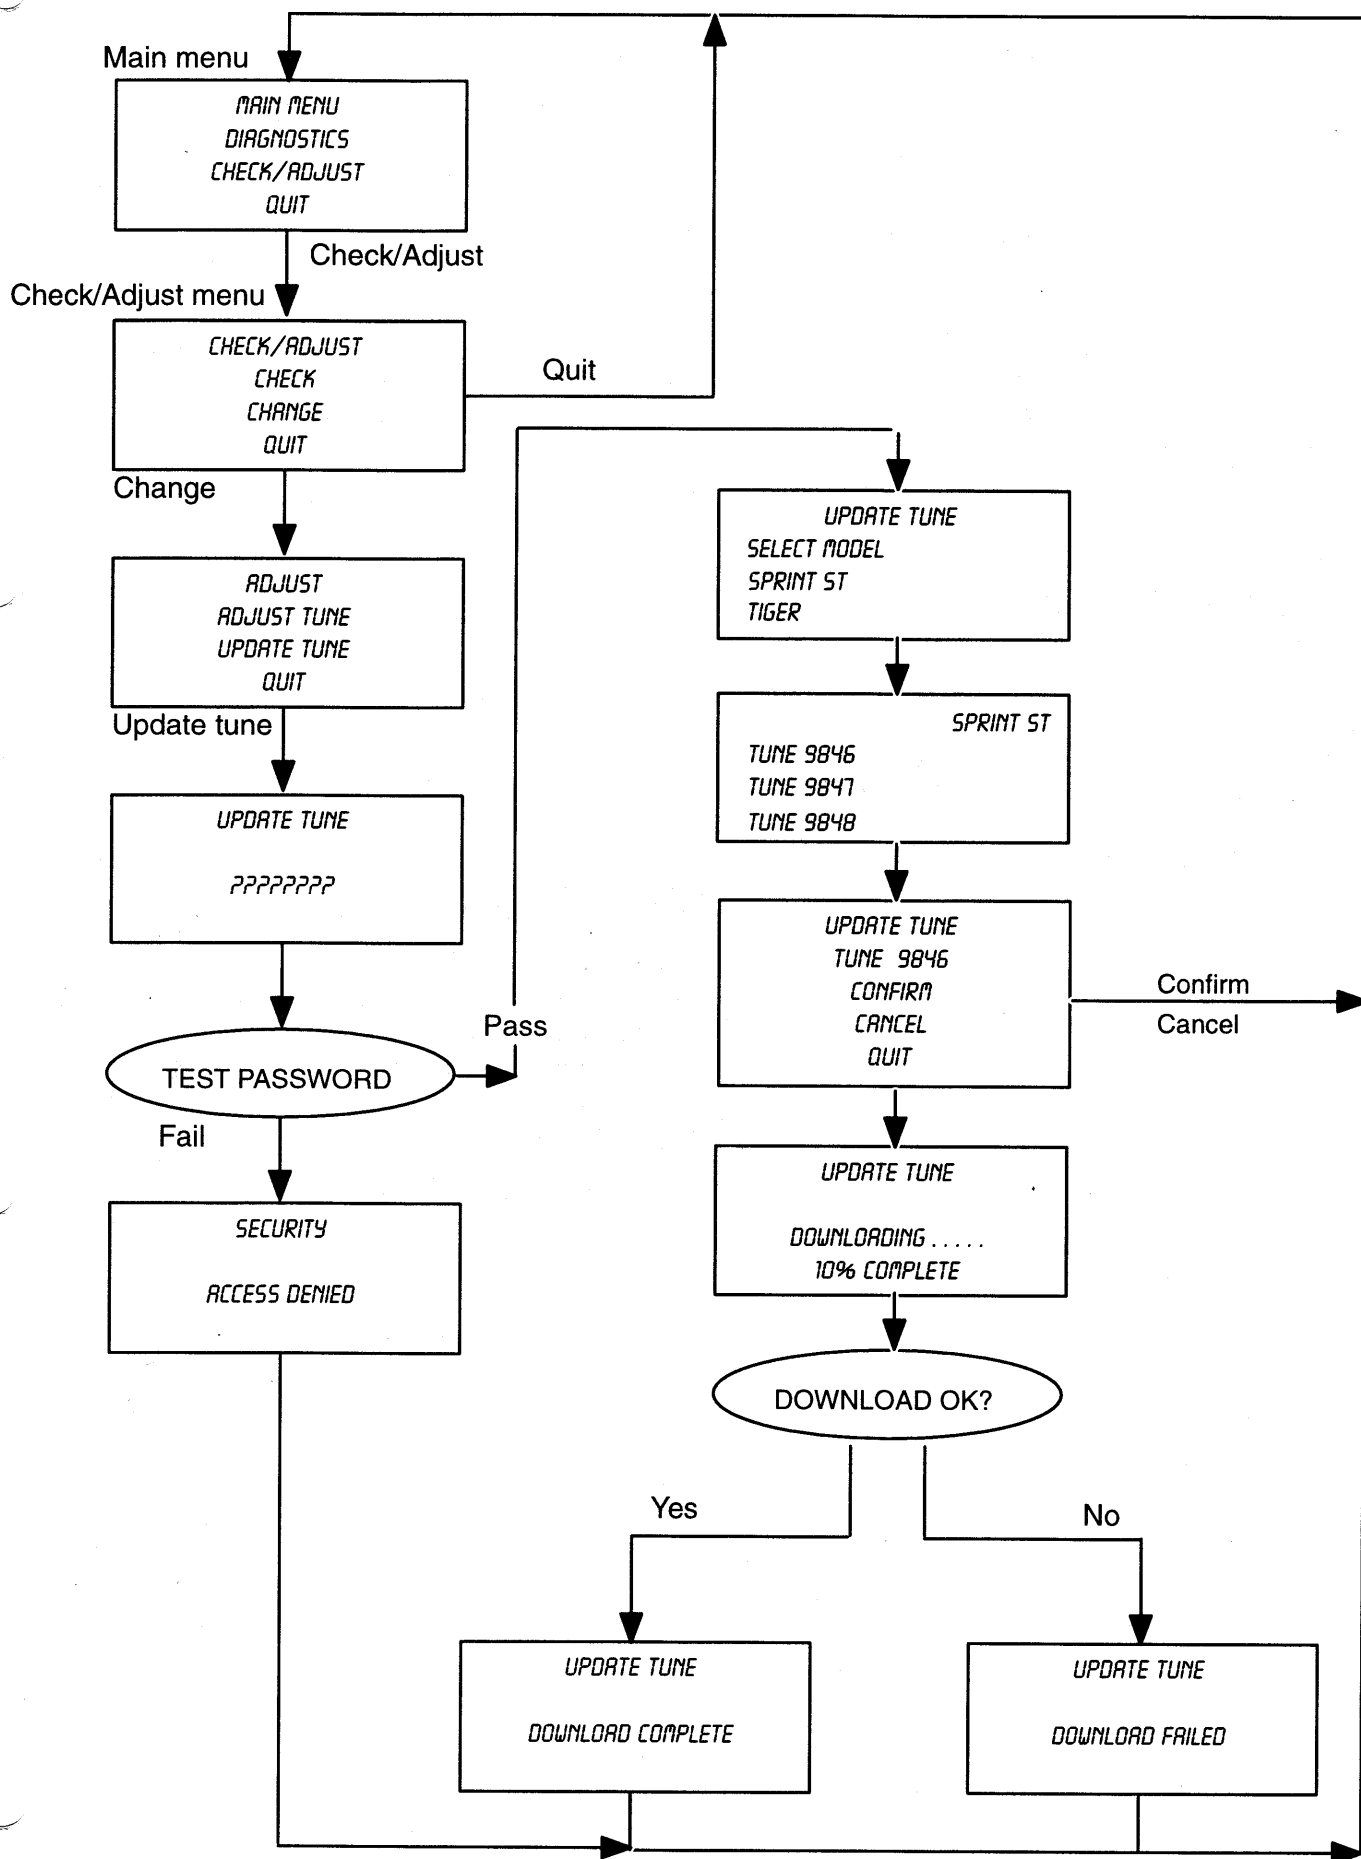 Main menu
MAIN MENU
DIAGNOSTICS
CHECK/ADJUST
QUIT
Check/Adjust
Check/Adjust menu
CHECK/ADJUST
CHECK
CHANGE
QUIT
Quit
Change
ADJUST
ADJUST TUNE
UPDATE TUNE
QUIT
Update tune
UPDATE TUNE
????????
TEST PASSWORD
Pass
Fail
SECURITY
ACCESS DENIED
UPDATE TUNE
SELECT MODEL
SPRINT ST
TIGER
SPRINT ST
TUNE 9846
TUNE 9847
TUNE 9848
UPDATE TUNE
TUNE 9846
CONFIRM
CANCEL
QUIT
Confirm
Cancel
UPDATE TUNE
DOWNLOADING . . . . .
10% COMPLETE
DOWNLOAD OK?
Yes
No
UPDATE TUNE
DOWNLOAD COMPLETE
UPDATE TUNE
DOWNLOAD FAILED